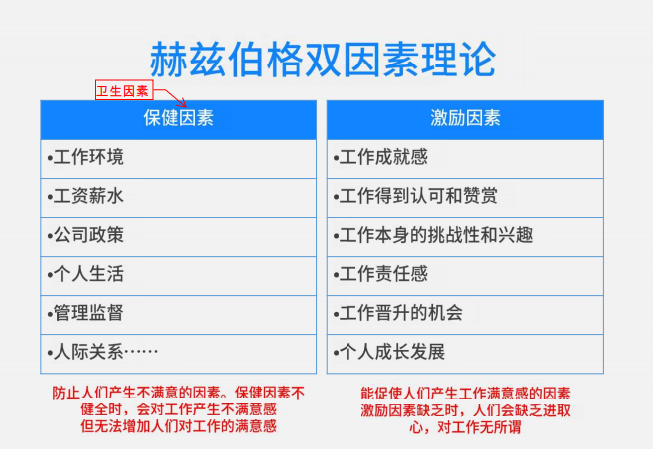 赫兹伯格双因素理论
卫生因素
保健因素
•工作环境
•工资薪水
•公司政策
•个人生活
•管理监督
•人际关系……
防止人们产生不满意的因素。保健因素不
健全时，会对工作产生不满意感
但无法增加人们对工作的满意感
激励因素
•工作成就感
•工作得到认可和赞赏
•工作本身的挑战性和兴趣
•工作责任感
•工作晋升的机会
•个人成长发展
能促使人们产生工作满意感的因素
激励因素缺乏时，人们会缺乏进取
心，对工作无所谓